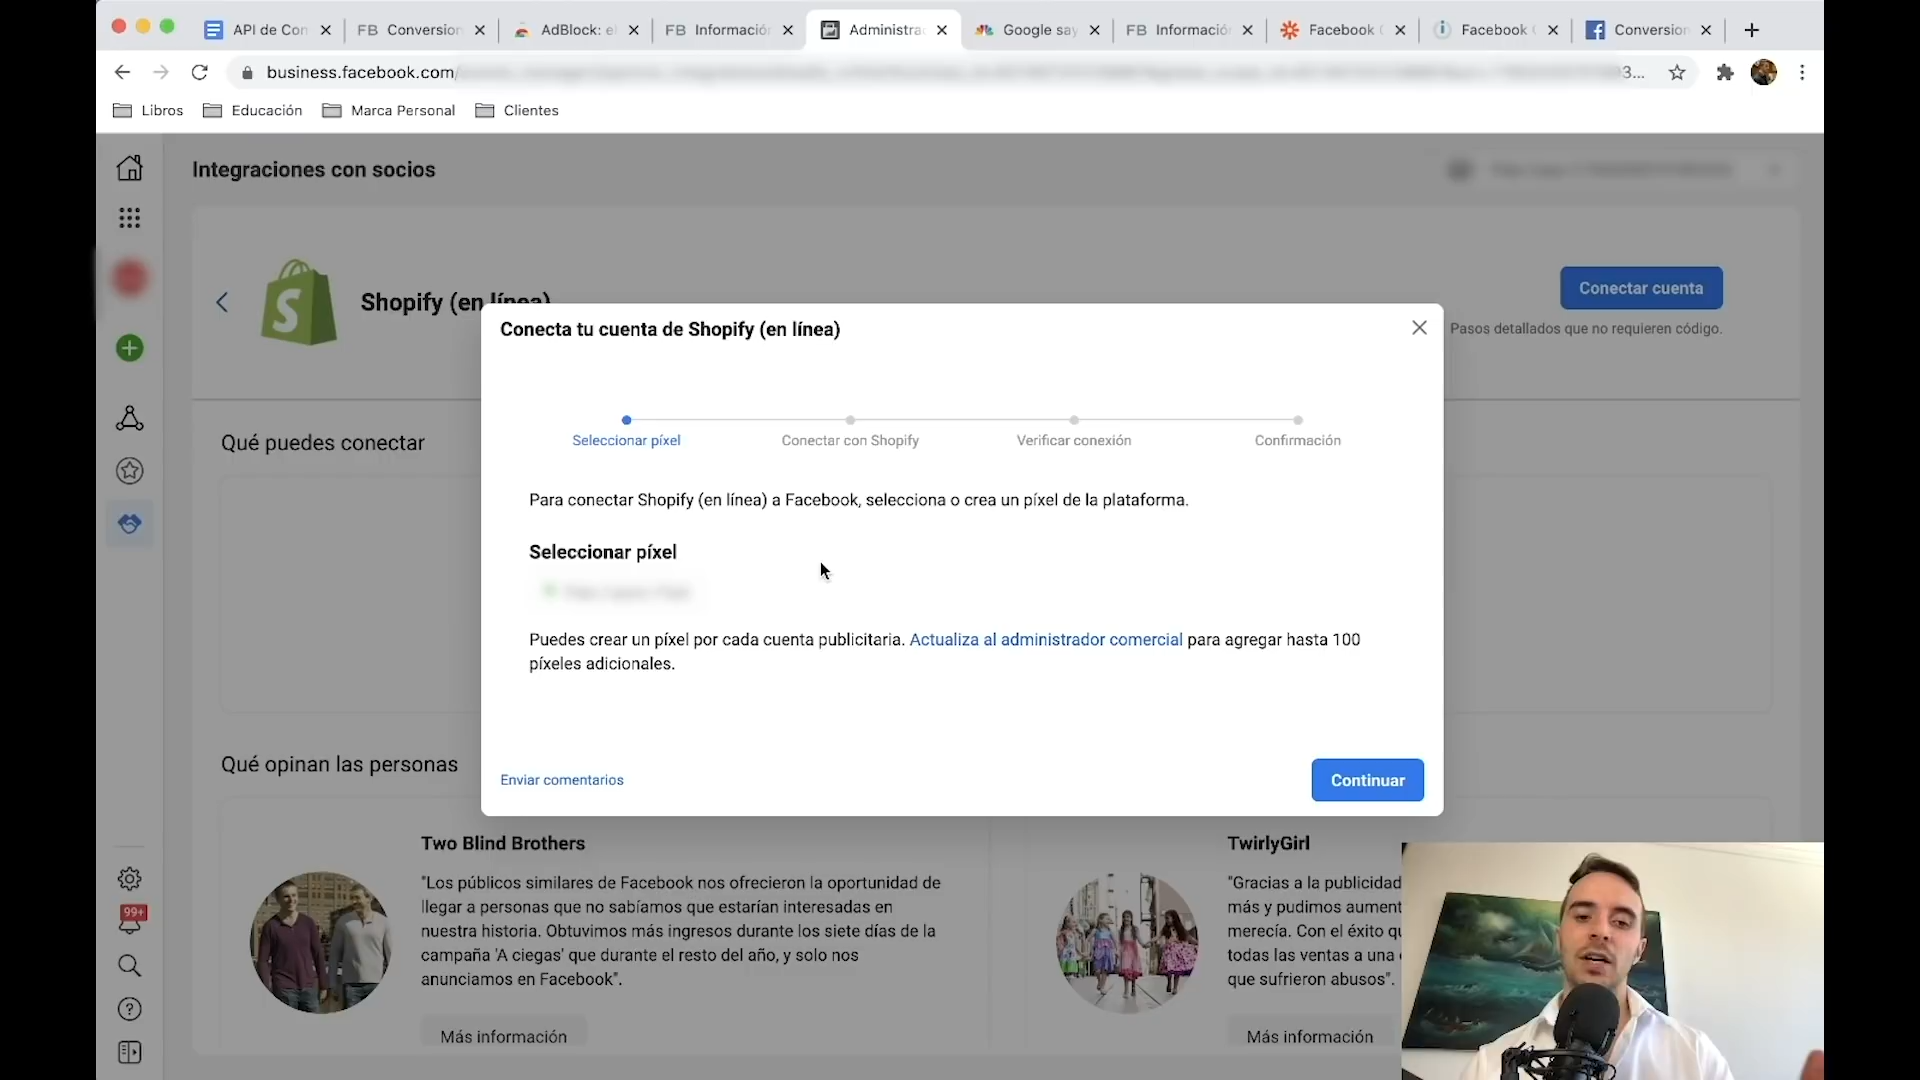 API de Con
FB Conversion
AdBlock: el
FB Información
Administra
Google say
FB Informació
Facebook
Facebook
Conversion
business.facebook.com/
3...
Libros
Educación
Marca Personal
Clientes
Integraciones con socios
Shopify (en línea)
Conectar cuenta
Pasos detallados que no requieren código.
Conecta tu cuenta de Shopify (en línea)
Seleccionar píxel
Conectar con Shopify
Verificar conexión
Confirmación
Qué puedes conectar
Para conectar Shopify (en línea) a Facebook, selecciona o crea un píxel de la plataforma.
Seleccionar píxel
Puedes crear un píxel por cada cuenta publicitaria. Actualiza al administrador comercial para agregar hasta 100
píxeles adicionales.
Qué opinan las personas
Enviar comentarios
Continuar
Two Blind Brothers
"Los públicos similares de Facebook nos ofrecieron la oportunidad de
llegar a personas que no sabíamos que estarían interesadas en
nuestra historia. Obtuvimos más ingresos durante los siete días de la
campaña 'A ciegas' que durante el resto del año, y solo nos
anunciamos en Facebook".
Más información
TwirlyGirl
"Gracias a la publicidad
más y pudimos aument
merecía. Con el éxito qu
todas las ventas a una
que sufrieron abusos".
Más información
99+